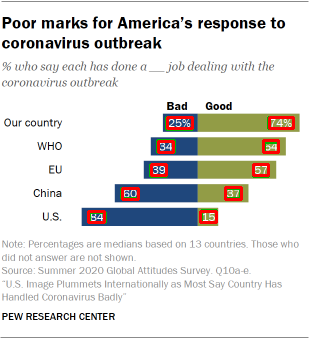 Poor marks for America's response to
coronavirus outbreak
% who say each has done a __ job dealing with the
coronavirus outbreak
Bad Good
Our country 25% 74%
WHO 34 64
EU 39 57
China 60 37
U.S. 84 15
Note: Percentages are medians based on 13 countries. Those who
did not answer are not shown.
Source: Summer 2020 Global Attitudes Survey. Q10a-e.
"U.S. Image Plummets Internationally as Most Say Country Has
Handled Coronavirus Badly"
PEW RESEARCH CENTER